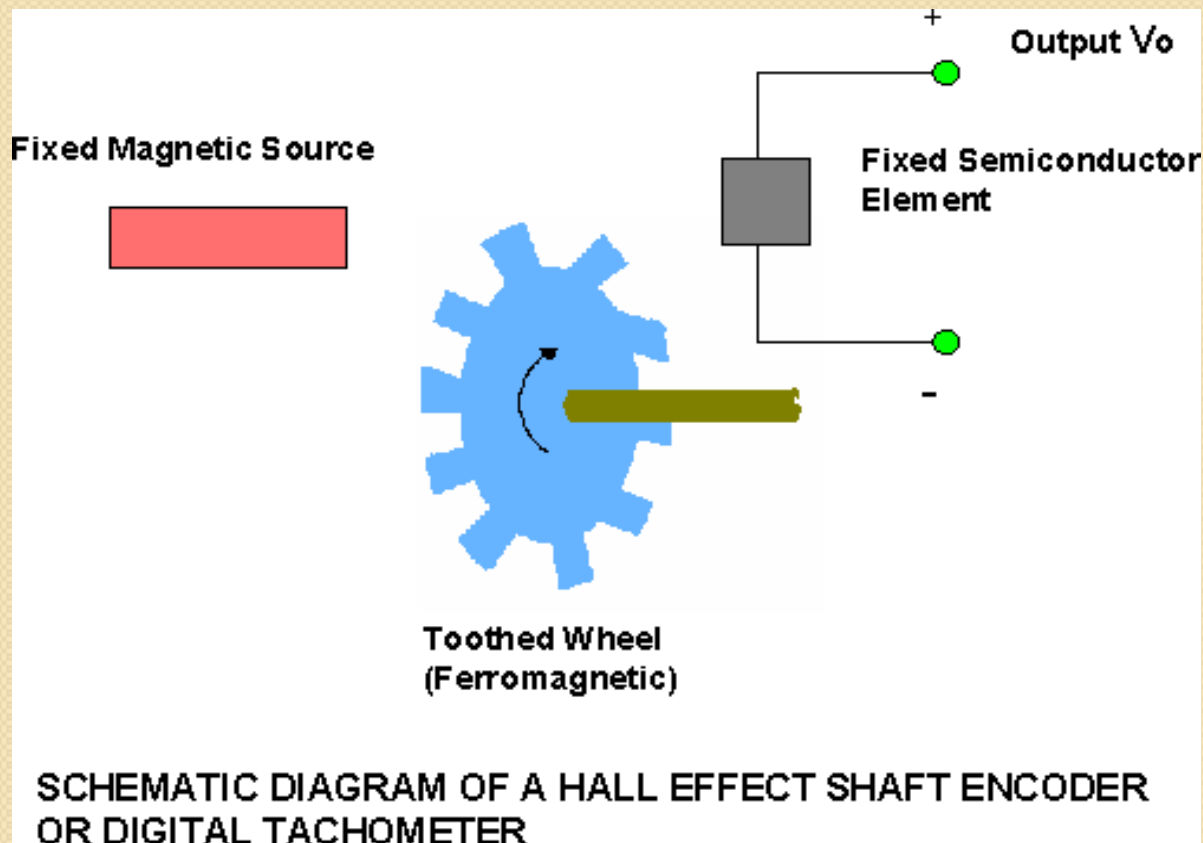 +
Output Vo
Fixed Magnetic Source
Fixed Semiconductor
Element
-
Toothed Wheel
(Ferromagnetic)
SCHEMATIC DIAGRAM OF A HALL EFFECT SHAFT ENCODER
OR DIGITAL TACHOMETER